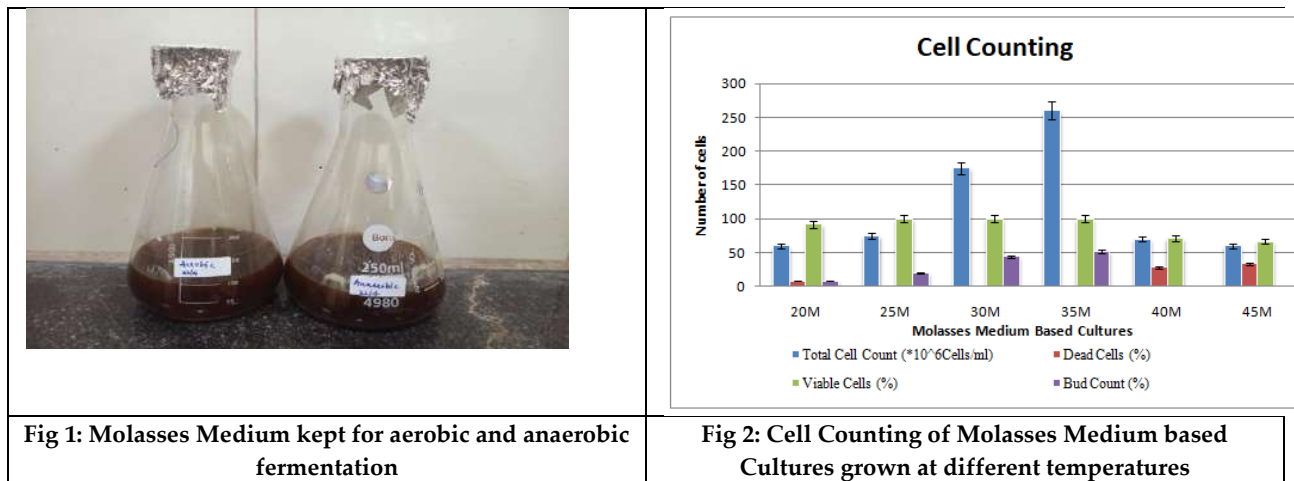 Aerobic
Bor
250ml
Anaerobic
4980
Fig 1: Molasses Medium kept for aerobic and anaerobic
fermentation
Cell Counting
Number of cells
300
250
200
150
100
50
0
20M 25M 30M 35M 40M 45M
Molasses Medium Based Cultures
Total Cell Count (*10^6Cells/ml) Dead Cells (%)
Viable Cells (%) Bud Count (%)
Fig 2: Cell Counting of Molasses Medium based
Cultures grown at different temperatures